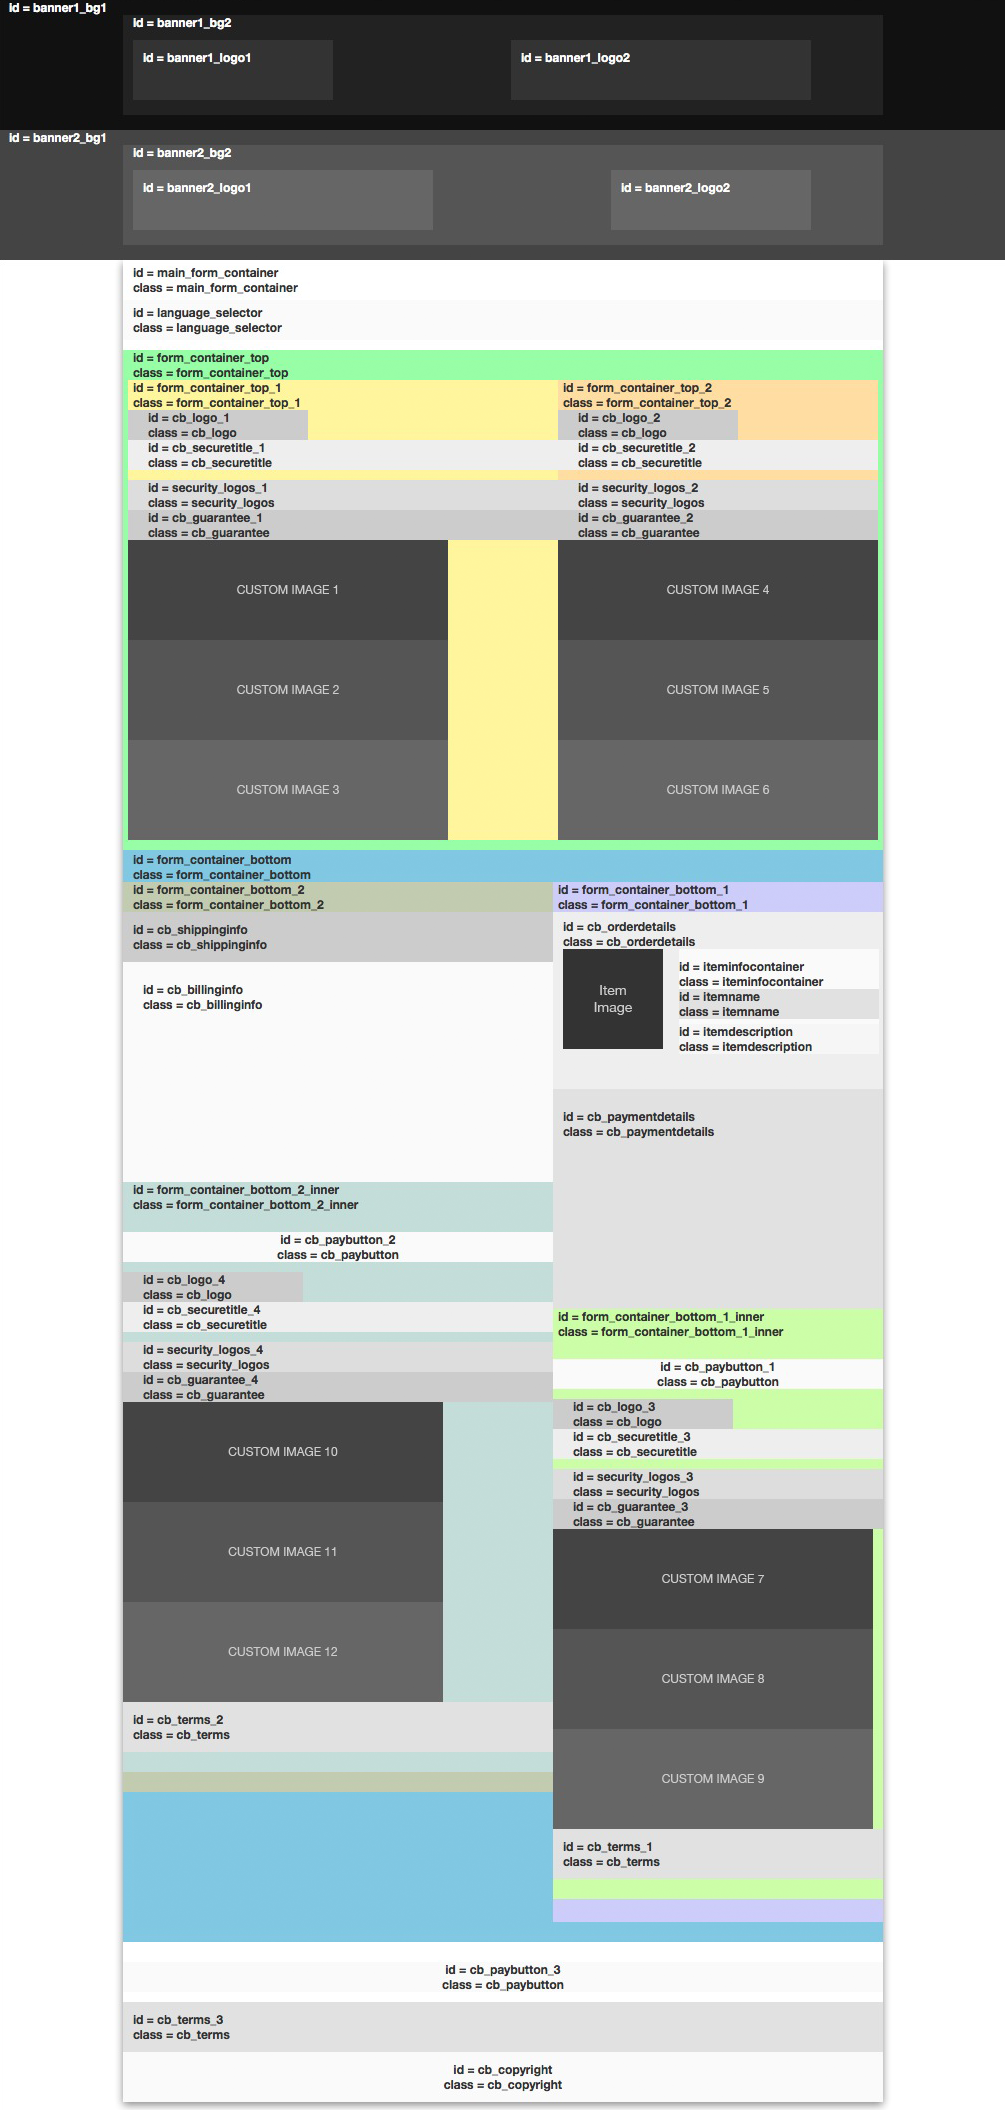 id = banner1_bg1
id = banner1_bg2
id = banner1_logo1
id = banner1_logo2
id = banner2_bg1
id = banner2_bg2
id = banner2_logo1
id = banner2_logo2
id = main_form_container
class = main_form_container
id = language_selector
class = language_selector
id = form_container_top
class = form_container_top
id = form_container_top_1
class = form_container_top_1
id = cb_logo_1
class = cb_logo
id = cb_securetitle_1
class = cb_securetitle
id = security_logos_1
class = security_logos
id = cb_guarantee_1
class = cb_guarantee
CUSTOM IMAGE 1
CUSTOM IMAGE 2
CUSTOM IMAGE 3
id = form_container_top_2
class = form_container_top_2
id = cb_logo_2
class = cb_logo
id = cb_securetitle_2
class = cb_securetitle
id = security_logos_2
class = security_logos
id = cb_guarantee_2
class = cb_guarantee
CUSTOM IMAGE 4
CUSTOM IMAGE 5
CUSTOM IMAGE 6
id = form_container_bottom
class = form_container_bottom
id = form_container_bottom_2
class = form_container_bottom_2
id = cb_shippinginfo
class = cb_shippinginfo
id = cb_billinginfo
class = cb_billinginfo
id = form_container_bottom_2_inner
class = form_container_bottom_2_inner
id = cb_paybutton_2
class = cb_paybutton
id = cb_logo_4
class = cb_logo
id = cb_securetitle_4
class = cb_securetitle
id = security_logos_4
class = security_logos
id = cb_guarantee_4
class = cb_guarantee
CUSTOM IMAGE 10
CUSTOM IMAGE 11
CUSTOM IMAGE 12
id = cb_terms_2
class = cb_terms
id = form_container_bottom_1
class = form_container_bottom_1
id = cb_orderdetails
class = cb_orderdetails
Item
Image
id = iteminfocontainer
class = iteminfocontainer
id = itemname
class = itemname
id = itemdescription
class = itemdescription
id = cb_paymentdetails
class = cb_paymentdetails
id = form_container_bottom_1_inner
class = form_container_bottom_1_inner
id = cb_paybutton_1
class = cb_paybutton
id = cb_logo_3
class = cb_logo
id = cb_securetitle_3
class = cb_securetitle
id = security_logos_3
class = security_logos
id = cb_guarantee_3
class = cb_guarantee
CUSTOM IMAGE 7
CUSTOM IMAGE 8
CUSTOM IMAGE 9
id = cb_terms_1
class = cb_terms
id = cb_paybutton_3
class = cb_paybutton
id = cb_terms_3
class = cb_terms
id = cb_copyright
class = cb_copyright